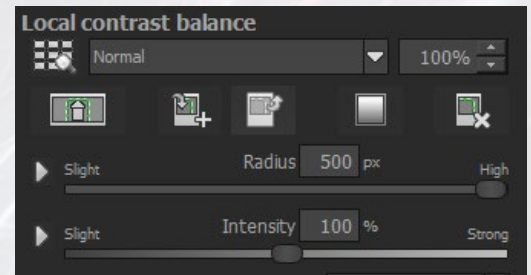 Local contrast balance
Normal 100%
Slight Radius 500 px High
Slight Intensity 100 % Strong